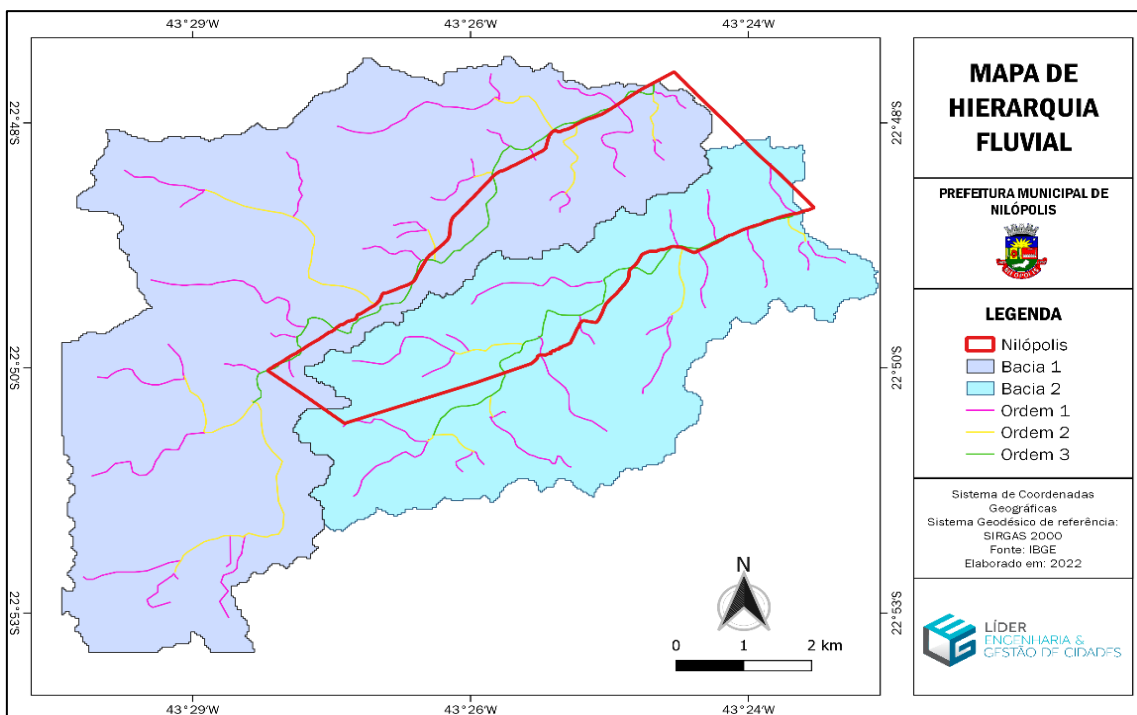 43°29'W 43°26'W 43°24'W
22°48'S 22°48'S
22°50'S 22°50'S
22°53'S 22°53'S
43°29'W 43°26'W 43°24'W
N
0 1 2 km
MAPA DE
HIERARQUIA
FLUVIAL
PREFEITURA MUNICIPAL DE
NILÓPOLIS
NILÓPOLIS
LEGENDA
Nilópolis
Bacia 1
Bacia 2
Ordem 1
Ordem 2
Ordem 3
Sistema de Coordenadas
Geográficas
Sistema Geodésico de referência:
SIRGAS 2000
Fonte: IBGE
Elaborado em: 2022
LÍDER
ENGENHARIA &
GESTÃO DE CIDADES